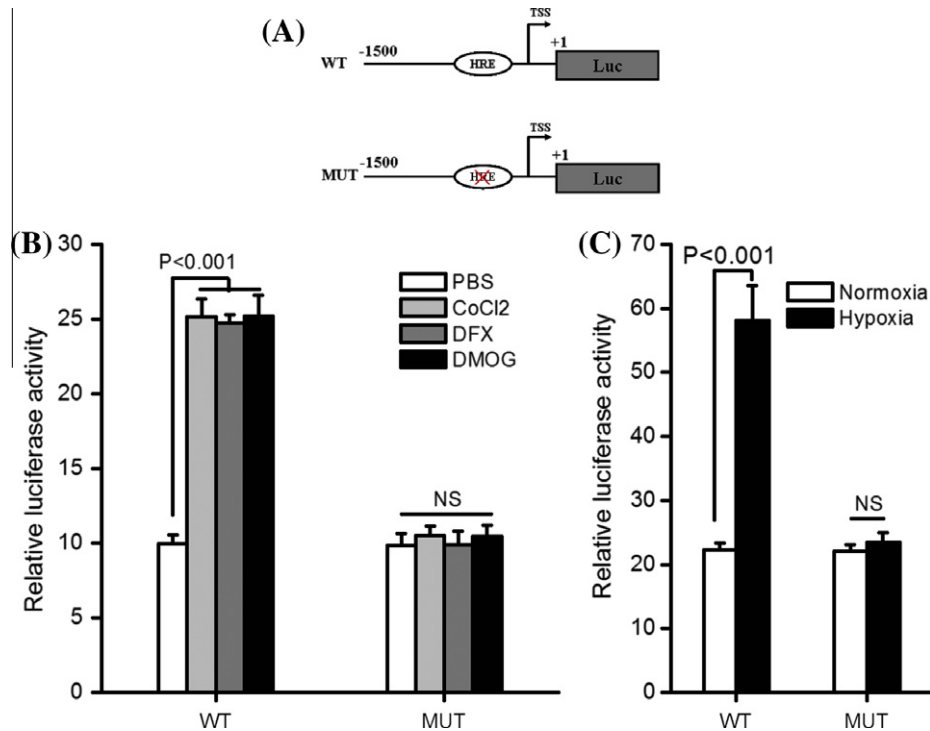 (A)
TSS
-1500
+1
WT
HRE
Luc
TSS
-1500
+1
MUT
HRE
Luc
(B)
30
25
20
15
10
5
0
Relative luciferase activity
P<0.001
NS
PBS
CoCl2
DFX
DMOG
WT
MUT
(C)
70
60
50
40
30
20
10
0
Relative luciferase activity
P<0.001
NS
Normoxia
Hypoxia
WT
MUT